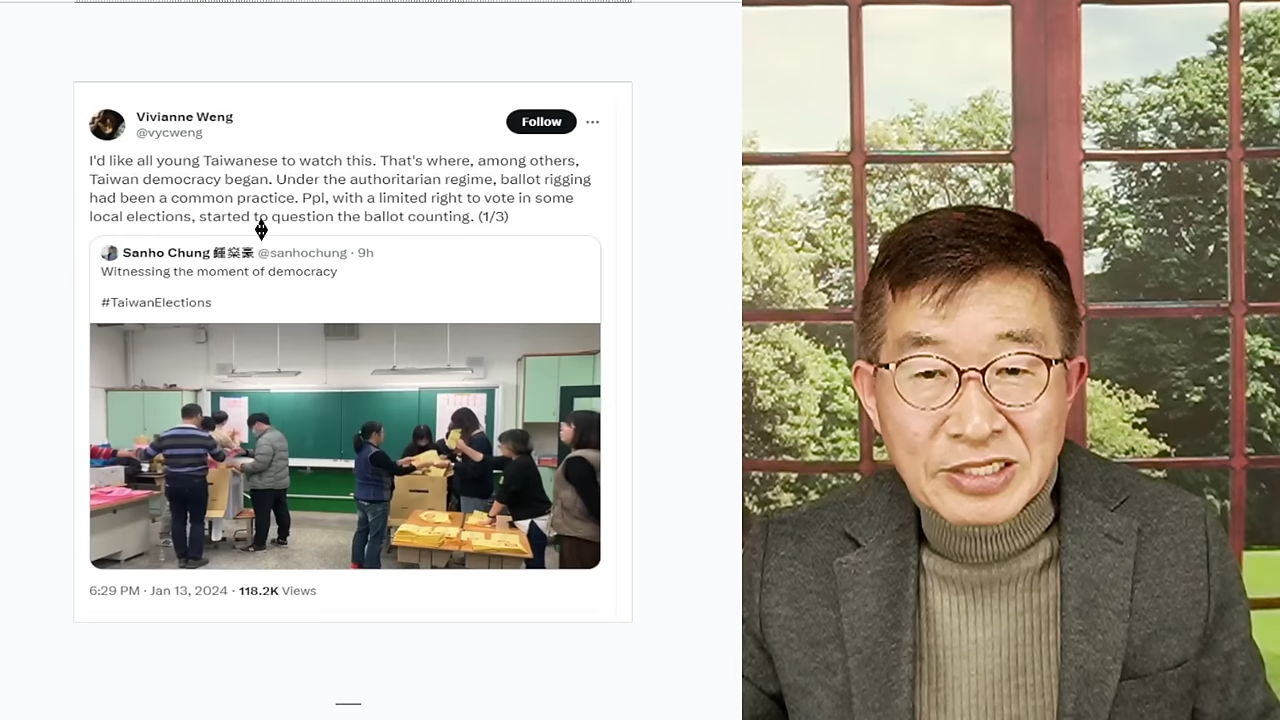 Vivianne Weng
@vycweng
Follow
I'd like all young Taiwanese to watch this. That's where, among others,
Taiwan democracy began. Under the authoritarian regime, ballot rigging
had been a common practice. Ppl, with a limited right to vote in some
local elections, started to question the ballot counting. (1/3)
Sanho Chung 鍾燊豪 @sanhochung · 9h
Witnessing the moment of democracy
#TaiwanElections
6:29 PM · Jan 13, 2024 · 118.2K Views